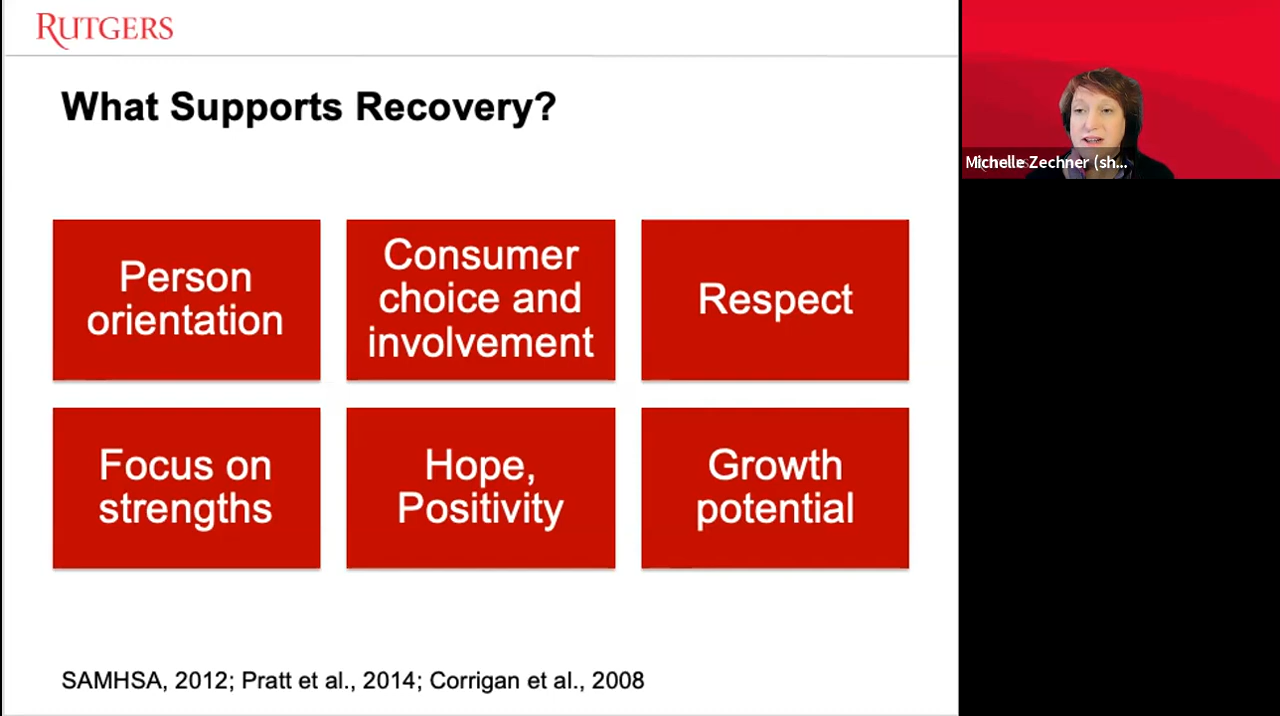 RUTGERS
What Supports Recovery?
Person
orientation
Consumer
choice and
involvement
Respect
Focus on
strengths
Hope,
Positivity
Growth
potential
SAMHSA, 2012; Pratt et al., 2014; Corrigan et al., 2008
Michelle Zechner (sh...